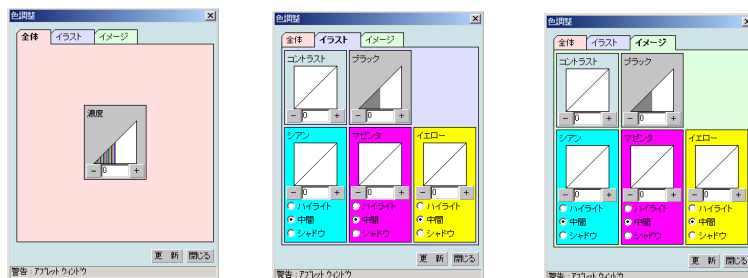 色調整
全体 イラスト イメージ
濃度
- 0 +
更 新 閉じる
警告 : アプレット ウィンドウ
色調整
全体 イラスト イメージ
コントラスト ブラック
- 0 + - 0 +
シアン マゼンタ イエロー
- 0 + - 0 + - 0 +
ハイライト ハイライト ハイライト
中間 中間 中間
シャドウ シャドウ シャドウ
更 新 閉じる
警告 : アプレット ウィンドウ
色調整
全体 イラスト イメージ
コントラスト ブラック
- 0 + - 0 +
シアン マゼンタ イエロー
- 0 + - 0 + - 0 +
ハイライト ハイライト ハイライト
中間 中間 中間
シャドウ シャドウ シャドウ
更 新 閉じる
警告 : アプレット ウィンドウ